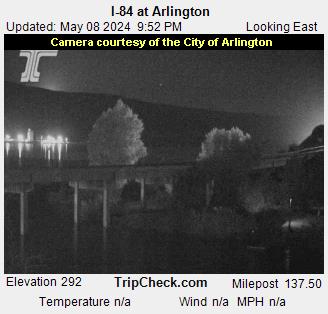 I-84 at Arlington
Updated: May 08 2024 9:52 PM Looking East
Camera courtesy of the City of Arlington
Elevation 292 TripCheck.com Milepost 137.50
Temperature n/a Wind n/a MPH n/a